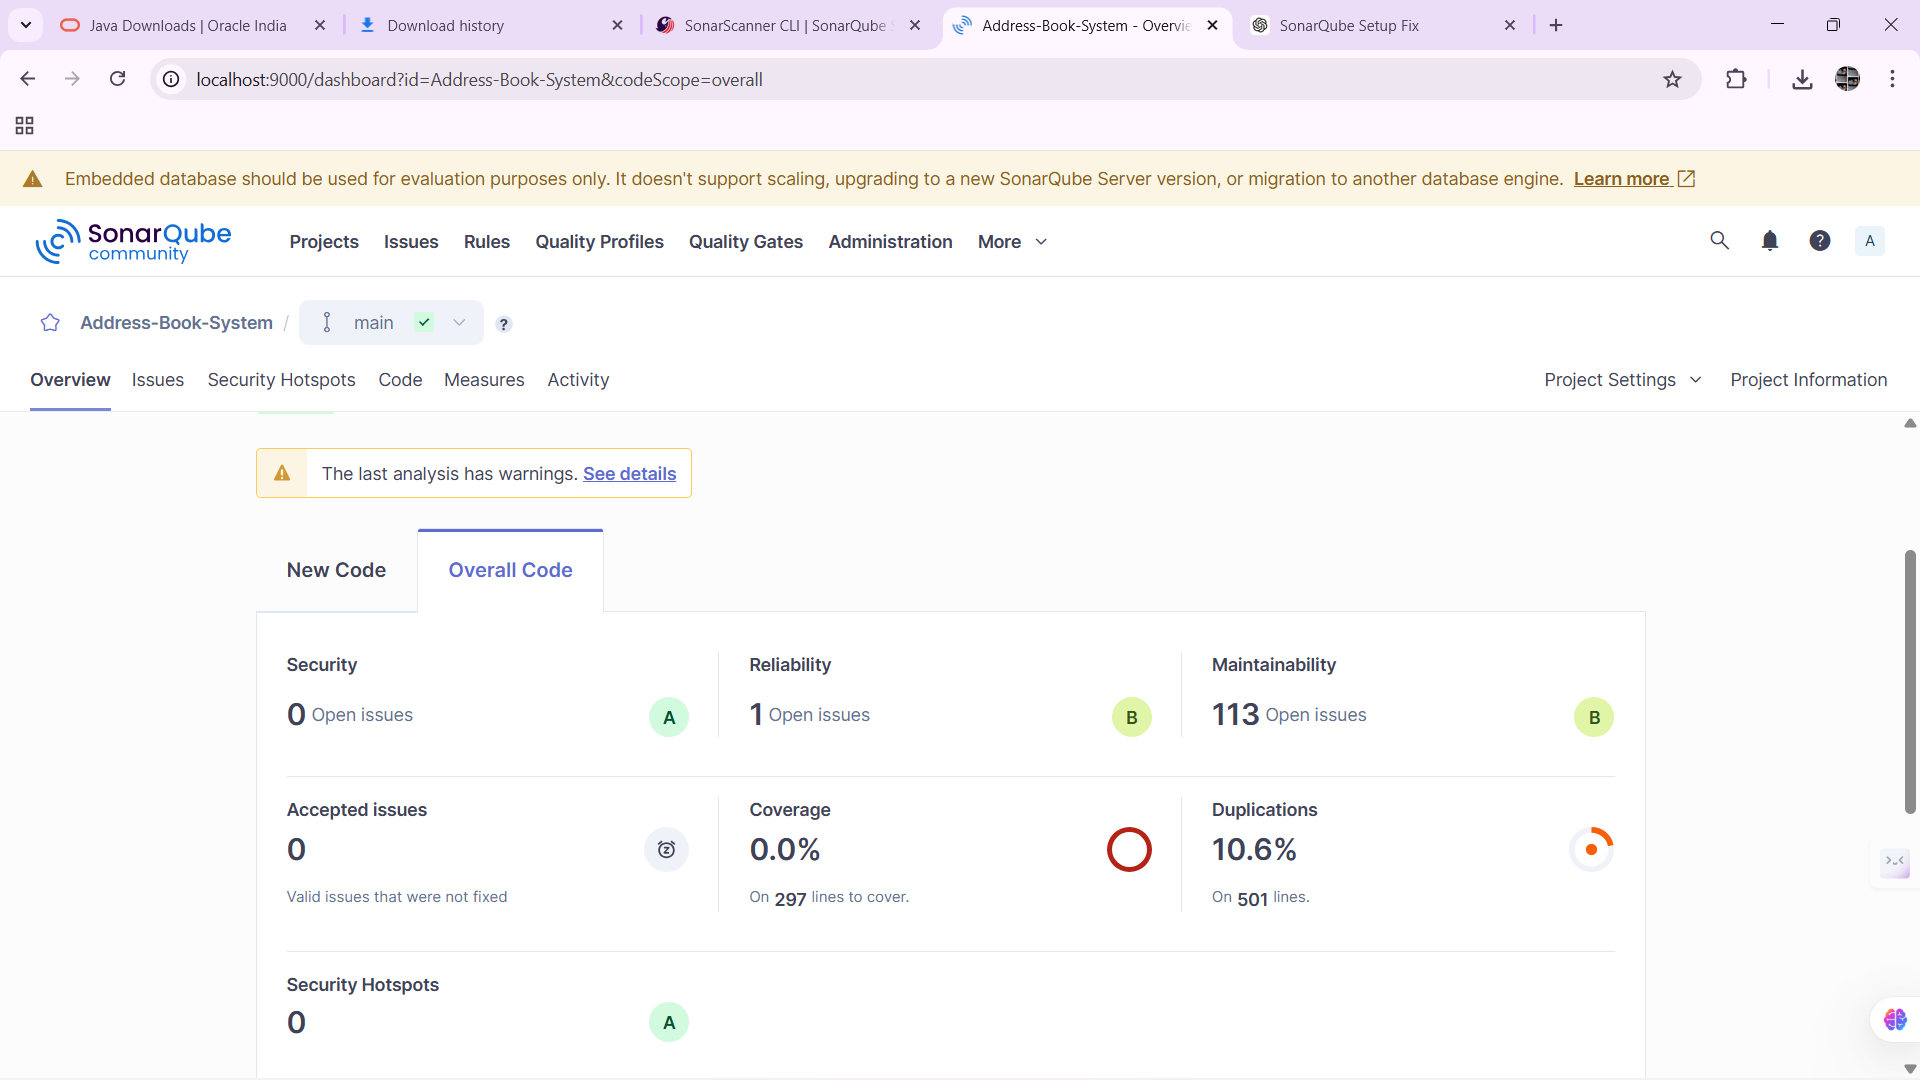 Java Downloads | Oracle India
Download history
SonarScanner CLI | SonarQube S
Address-Book-System - Overvie
SonarQube Setup Fix
localhost:9000/dashboard?id=Address-Book-System&codeScope=overall
Embedded database should be used for evaluation purposes only. It doesn't support scaling, upgrading to a new SonarQube Server version, or migration to another database engine. Learn more
SonarQube
community
Projects Issues Rules Quality Profiles Quality Gates Administration More
? A
Address-Book-System / main ?
Overview Issues Security Hotspots Code Measures Activity Project Settings Project Information
The last analysis has warnings. See details
New Code Overall Code
Security Reliability Maintainability
0 Open issues A 1 Open issues B 113 Open issues B
Accepted issues Coverage Duplications
0 z 0.0% 10.6%
Valid issues that were not fixed On 297 lines to cover. On 501 lines.
Security Hotspots
0 A